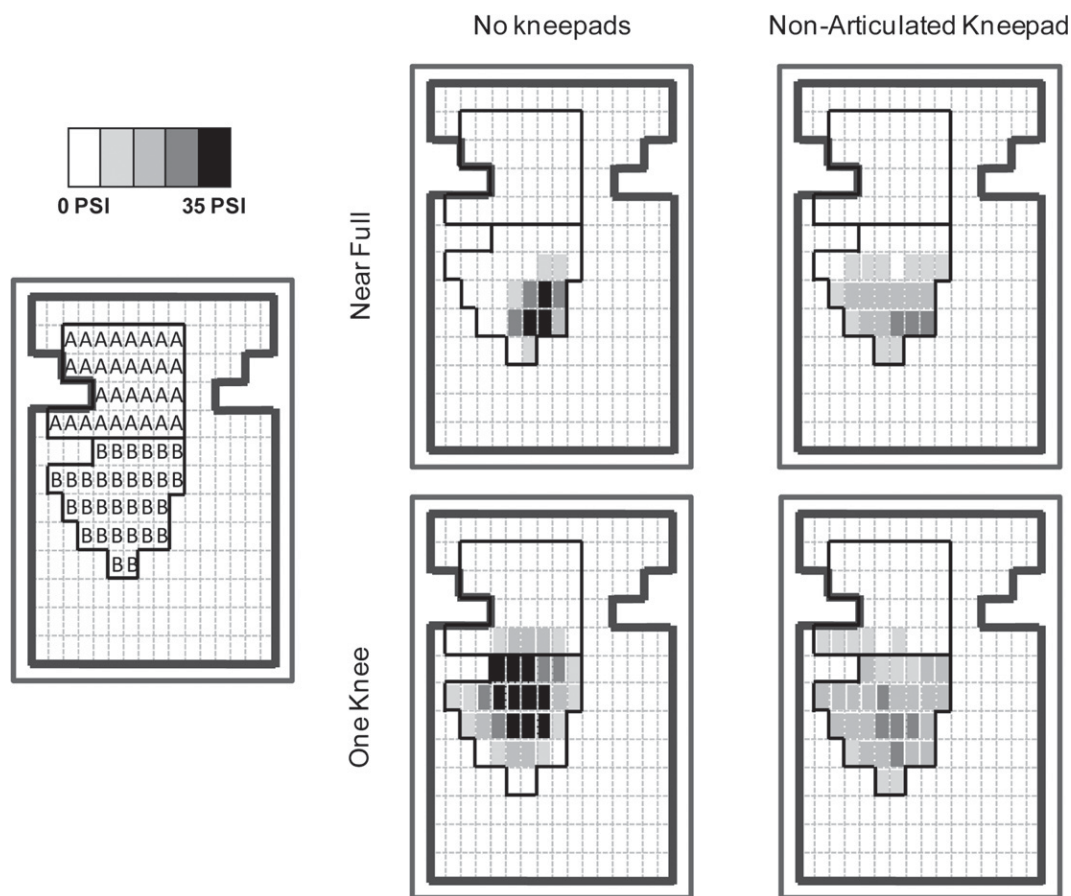 No kneepads
Non-Articulated Kneepad
0 PSI 35 PSI
Near Full
AAAAAAAA
AAAAAAAA
AAAAAA
AAAAAAAAA
BBBBBB
BBBBBBBBB
BBBBBBB
BBBBBB
BB
One Knee